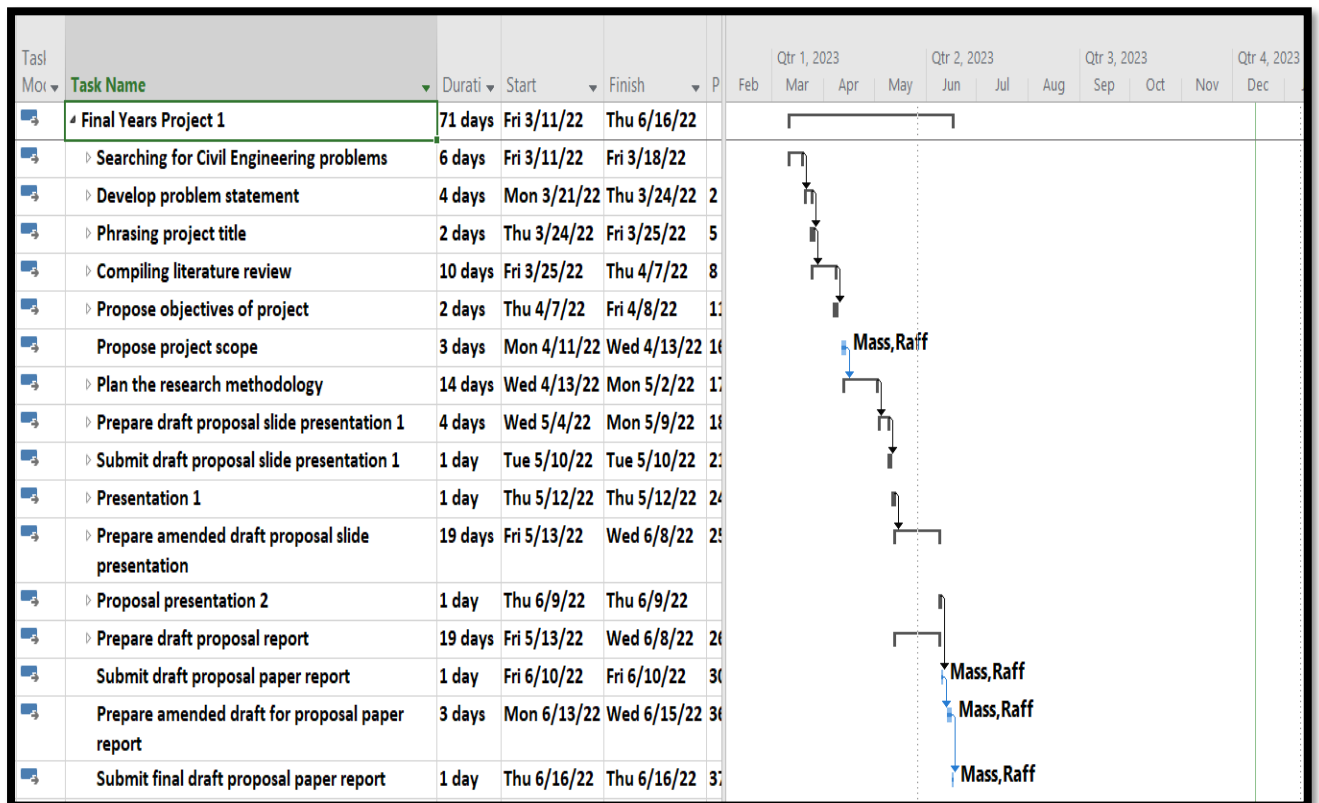 Qtr 1, 2023 Qtr 2, 2023 Qtr 3, 2023 Qtr 4, 2023
Task
Mod Task Name Durati Start Finish P Feb Mar Apr May Jun Jul Aug Sep Oct Nov Dec
Final Years Project 1 71 days Fri 3/11/22 Thu 6/16/22
Searching for Civil Engineering problems 6 days Fri 3/11/22 Fri 3/18/22
Develop problem statement 4 days Mon 3/21/22 Thu 3/24/22 2
Phrasing project title 2 days Thu 3/24/22 Fri 3/25/22 5
Compiling literature review 10 days Fri 3/25/22 Thu 4/7/22 8
Propose objectives of project 2 days Thu 4/7/22 Fri 4/8/22 11
Propose project scope 3 days Mon 4/11/22 Wed 4/13/22 16 Mass,Raff
Plan the research methodology 14 days Wed 4/13/22 Mon 5/2/22 17
Prepare draft proposal slide presentation 1 4 days Wed 5/4/22 Mon 5/9/22 18
Submit draft proposal slide presentation 1 1 day Tue 5/10/22 Tue 5/10/22 21
Presentation 1 1 day Thu 5/12/22 Thu 5/12/22 24
Prepare amended draft proposal slide 19 days Fri 5/13/22 Wed 6/8/22 25
presentation
Proposal presentation 2 1 day Thu 6/9/22 Thu 6/9/22
Prepare draft proposal report 19 days Fri 5/13/22 Wed 6/8/22 26
Submit draft proposal paper report 1 day Fri 6/10/22 Fri 6/10/22 30 Mass,Raff
Prepare amended draft for proposal paper 3 days Mon 6/13/22 Wed 6/15/22 36 Mass,Raff
report
Submit final draft proposal paper report 1 day Thu 6/16/22 Thu 6/16/22 37 Mass,Raff